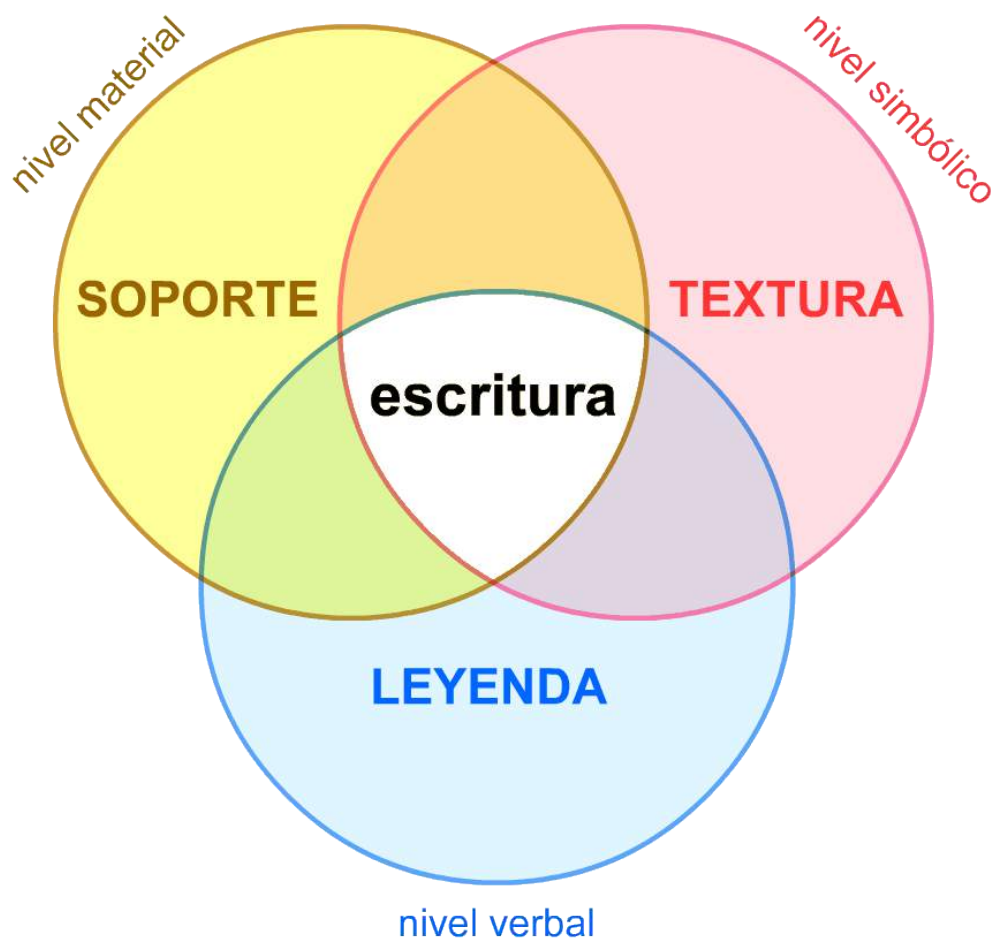 nivel material
nivel simbólico
SOPORTE
TEXTURA
escritura
LEYENDA
nivel verbal